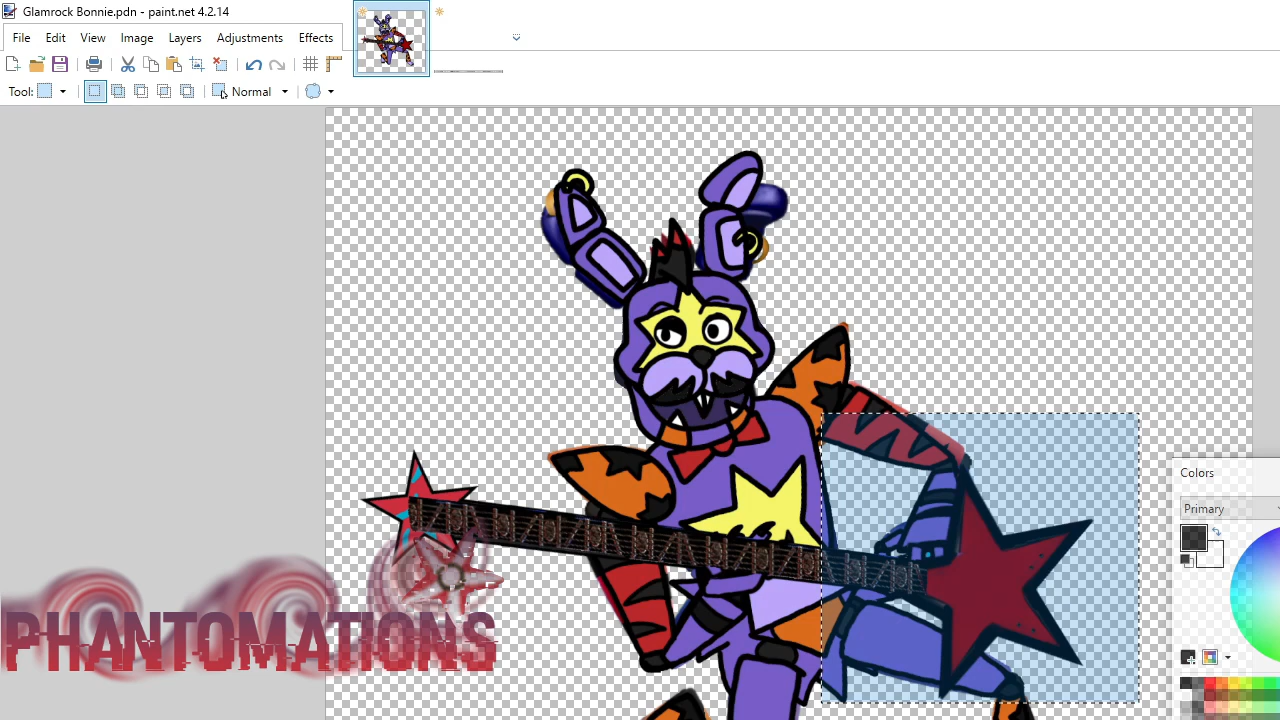 Glamrock Bonnie.pdn - paint.net 4.2.14
File Edit View Image Layers Adjustments Effects
Tool: Normal
Colors
Primary
PHANTOMATIONS